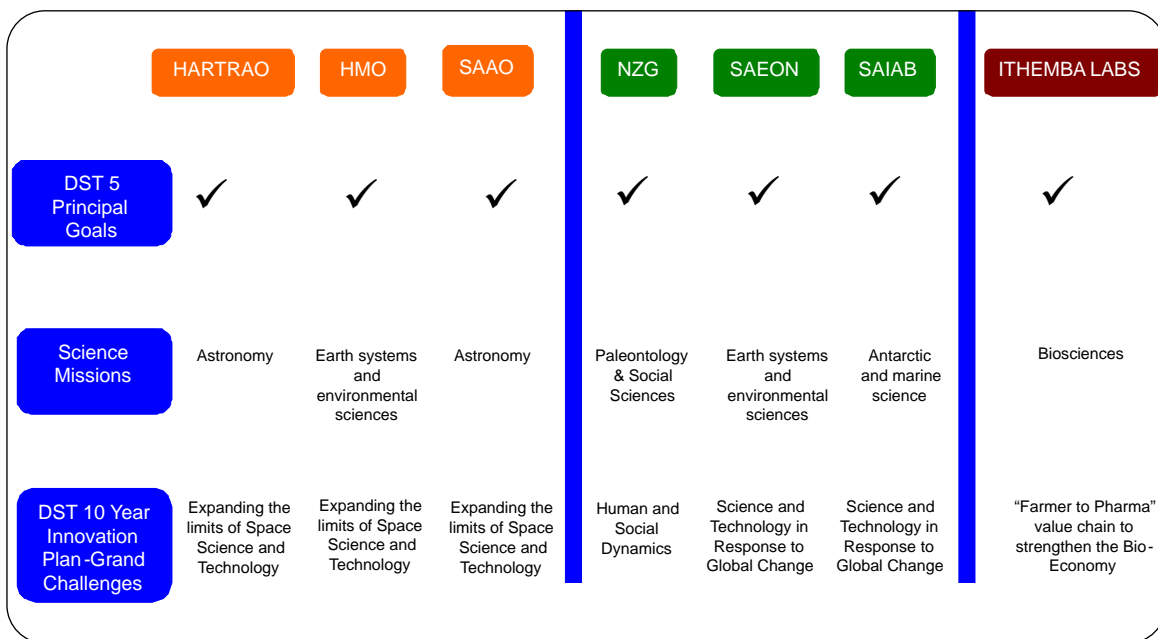 HARTRAO
HMO
SAAO
NZG
SAEON
SAIAB
ITHEMBA LABS
DST 5
Principal
Goals
✓
✓
✓
✓
✓
✓
✓
Science
Missions
Astronomy
Earth systems
and
environmental
sciences
Astronomy
Paleontology
& Social
Sciences
Earth systems
and
environmental
sciences
Antarctic
and marine
science
Biosciences
DST 10 Year
Innovation
Plan-Grand
Challenges
Expanding the
limits of Space
Science and
Technology
Expanding the
limits of Space
Science and
Technology
Expanding the
limits of Space
Science and
Technology
Human and
Social
Dynamics
Science and
Technology in
Response to
Global Change
Science and
Technology in
Response to
Global Change
“Farmer to Pharma”
value chain to
strengthen the Bio-
Economy